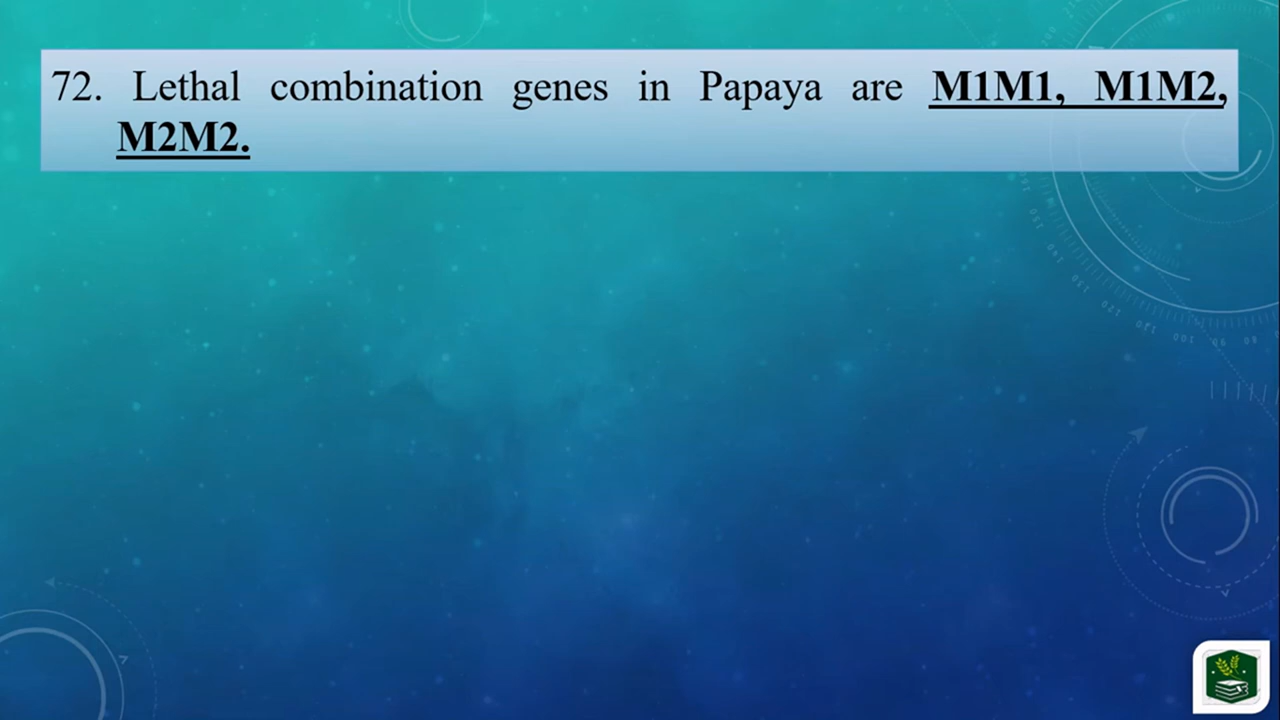 72. Lethal combination genes in Papaya are M1M1, M1M2,
M2M2.